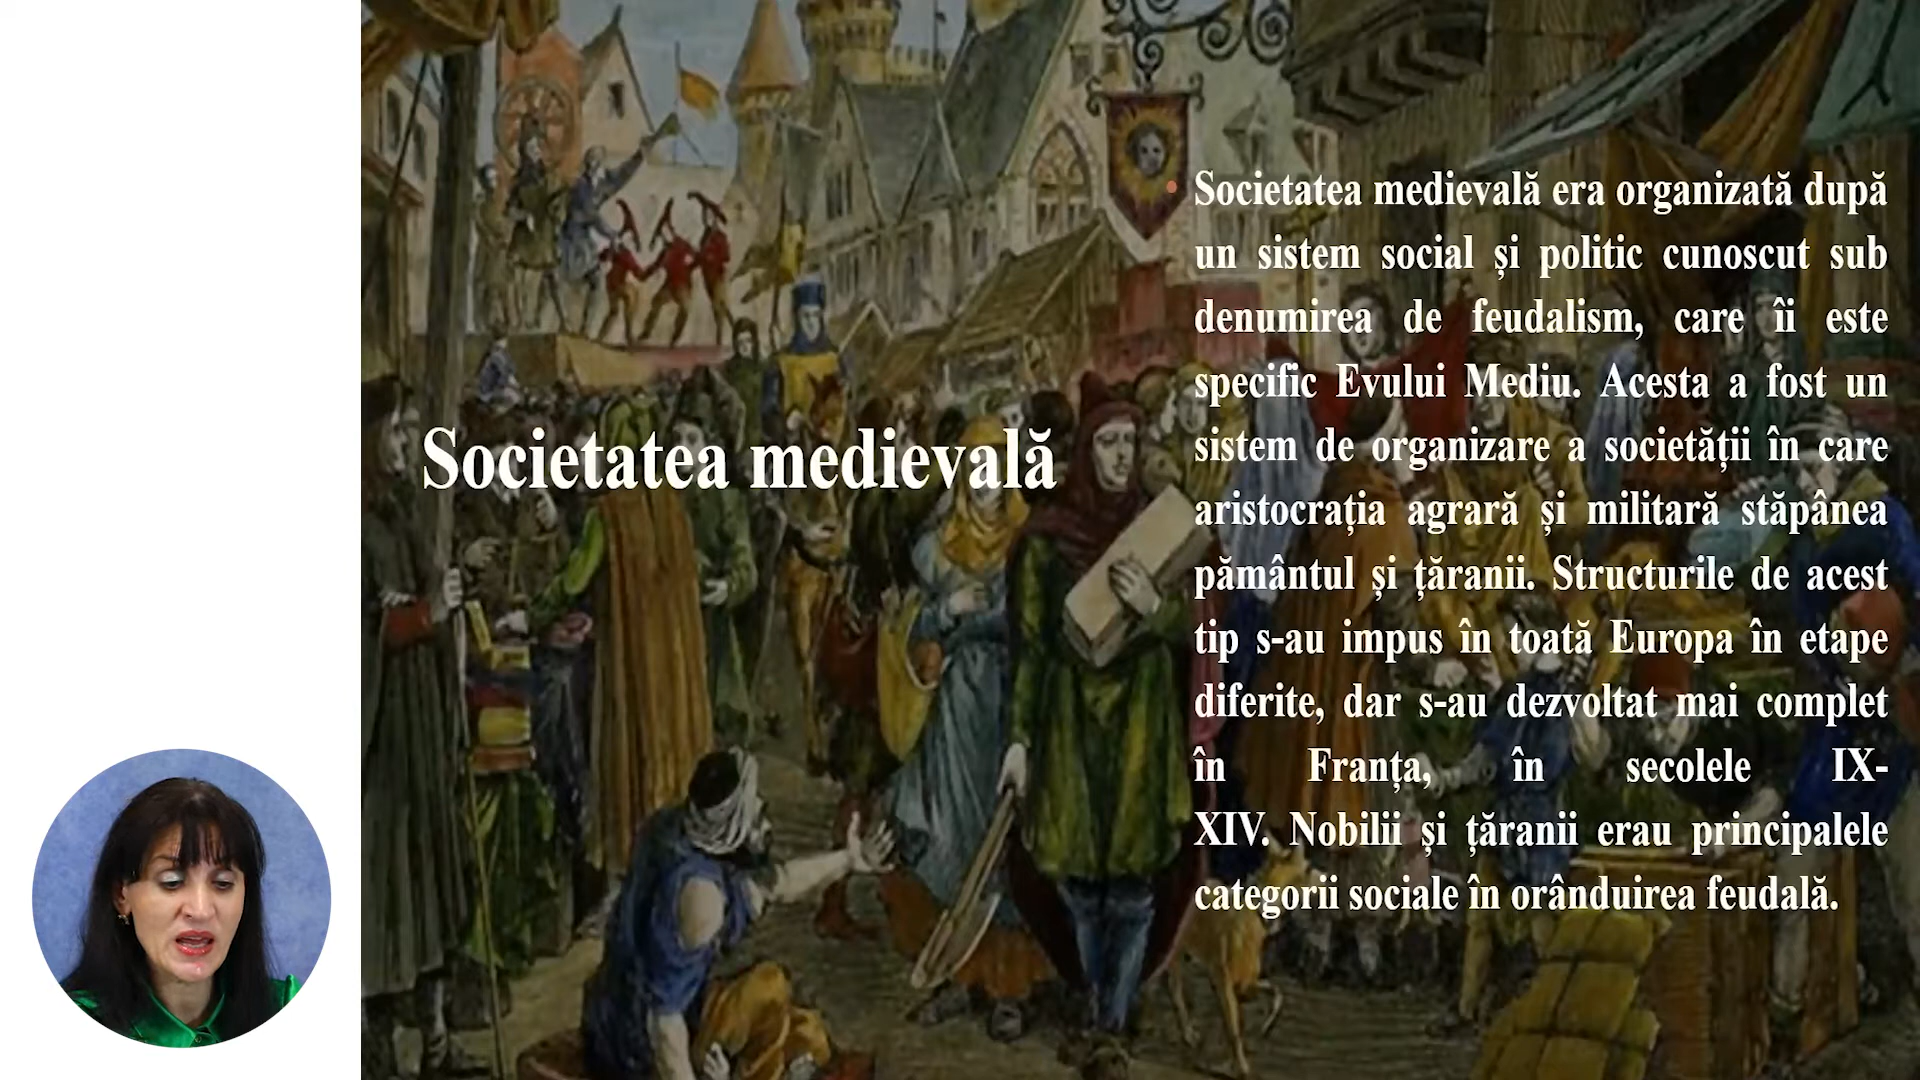 Societatea medievală
Societatea medievală era organizată după
un sistem social și politic cunoscut sub
denumirea de feudalism, care îi este
specific Evului Mediu. Acesta a fost un
sistem de organizare a societății în care
aristocrația agrară și militară stăpânea
pământul și țăranii. Structurile de acest
tip s-au impus în toată Europa în etape
diferite, dar s-au dezvoltat mai complet
în Franța, în secolele IX-
XIV. Nobilii și țăranii erau principalele
categorii sociale în orânduirea feudală.